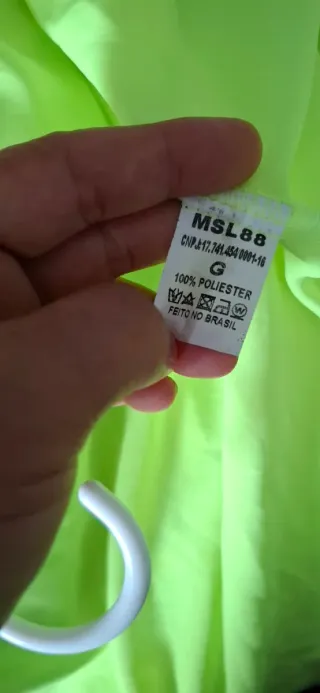 MSL88
CNPJ:17.741.454/0001-16
G
100% POLIESTER
FEITO NO BRASIL